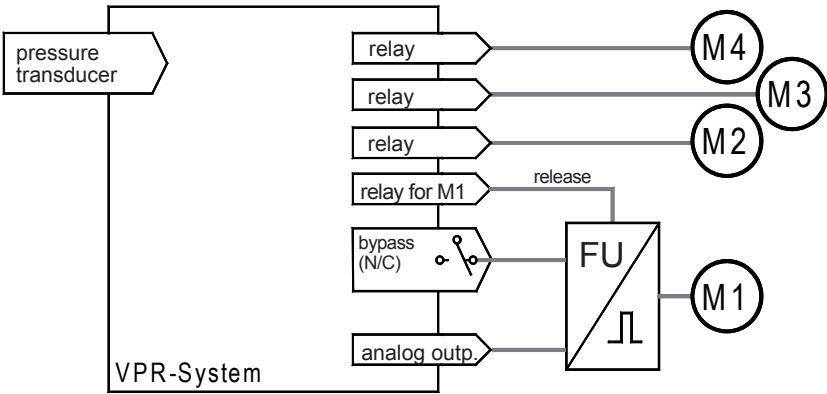 pressure
transducer
relay
M4
relay
M3
relay
M2
relay for M1
release
bypass
(N/C)
FU
M1
analog outp.
VPR-System